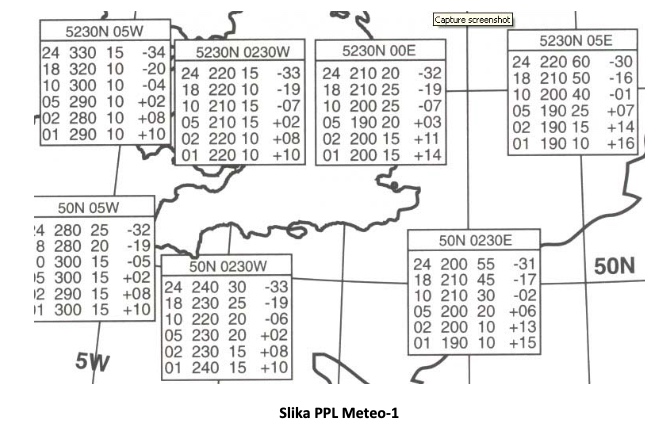 Capture screenshot
5230N 05W
24 330 15 -34
18 320 10 -20
10 300 10 -04
05 290 10 +02
02 280 10 +08
01 290 10 +10
5230N 0230W
24 220 15 -33
18 220 10 -19
10 210 15 -07
05 210 15 +02
02 220 10 +08
01 220 10 +10
5230N 00E
24 210 20 -32
18 210 25 -19
10 200 25 -07
05 190 20 +03
02 200 15 +11
01 200 15 +14
5230N 05E
24 220 60 -30
18 210 50 -16
10 200 40 -01
05 190 25 +07
02 190 15 +14
01 190 10 +16
50N 05W
24 280 25 -32
8 280 20 -19
0 300 15 -05
05 300 15 +02
02 290 15 +08
01 300 15 +10
50N 0230W
24 240 30 -33
18 230 25 -19
10 220 20 -06
05 230 20 +02
02 230 15 +08
01 240 15 +10
50N 0230E
24 200 55 -31
18 210 45 -17
10 210 30 -02
05 200 20 +06
02 200 10 +13
01 190 10 +15
50N
5W
Slika PPL Meteo-1